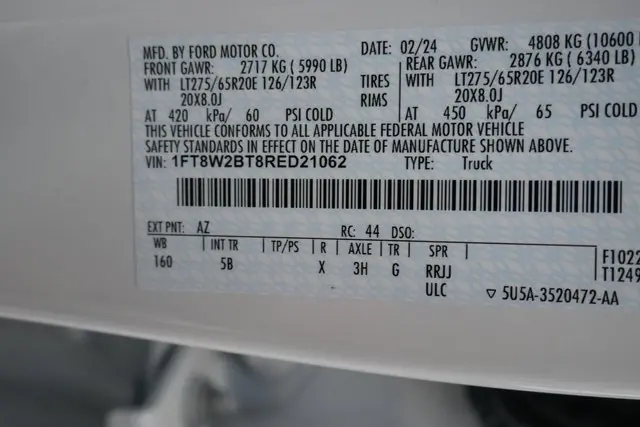 MFD. BY FORD MOTOR CO. DATE: 02/24 GVWR: 4808 KG (10600
FRONT GAWR: 2717 KG ( 5990 LB) REAR GAWR: 2876 KG ( 6340 LB)
WITH LT275/65R20E 126/123R TIRES WITH LT275/65R20E 126/123R
20X8.0J RIMS 20X8.0J
AT 420 kPa/ 60 PSI COLD AT 450 kPa/ 65 PSI COLD
THIS VEHICLE CONFORMS TO ALL APPLICABLE FEDERAL MOTOR VEHICLE
SAFETY STANDARDS IN EFFECT ON THE DATE OF MANUFACTURE SHOWN ABOVE.
VIN: 1FT8W2BT8RED21062 TYPE: Truck
EXT PNT: AZ RC: 44 DSO:
WB INT TR TP/PS R AXLE TR SPR
160 5B X 3H G RRJJ
ULC
F1022
T1249
▽ 5U5A-3520472-AA